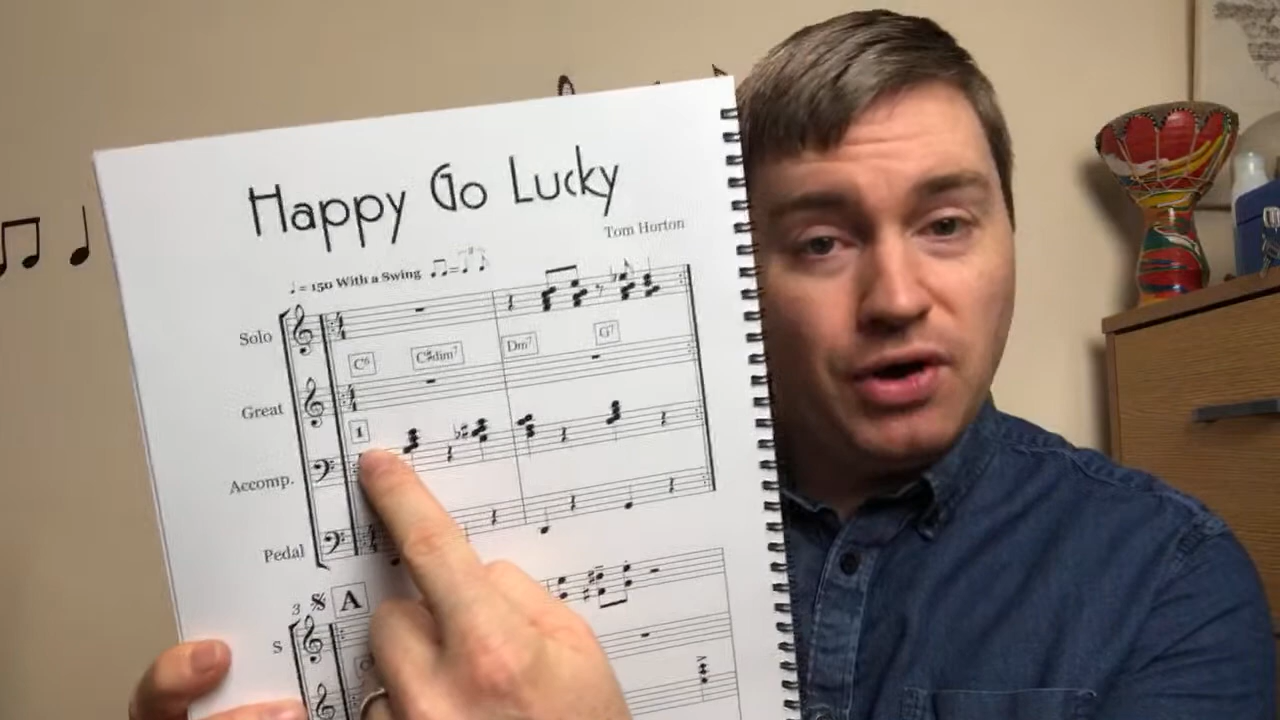 Happy Go Lucky
Tom Horton
♩ = 150 With a Swing
Solo
C6 C#dim7 Dm7 G7
Great
1
Accomp.
Pedal
3 A
S